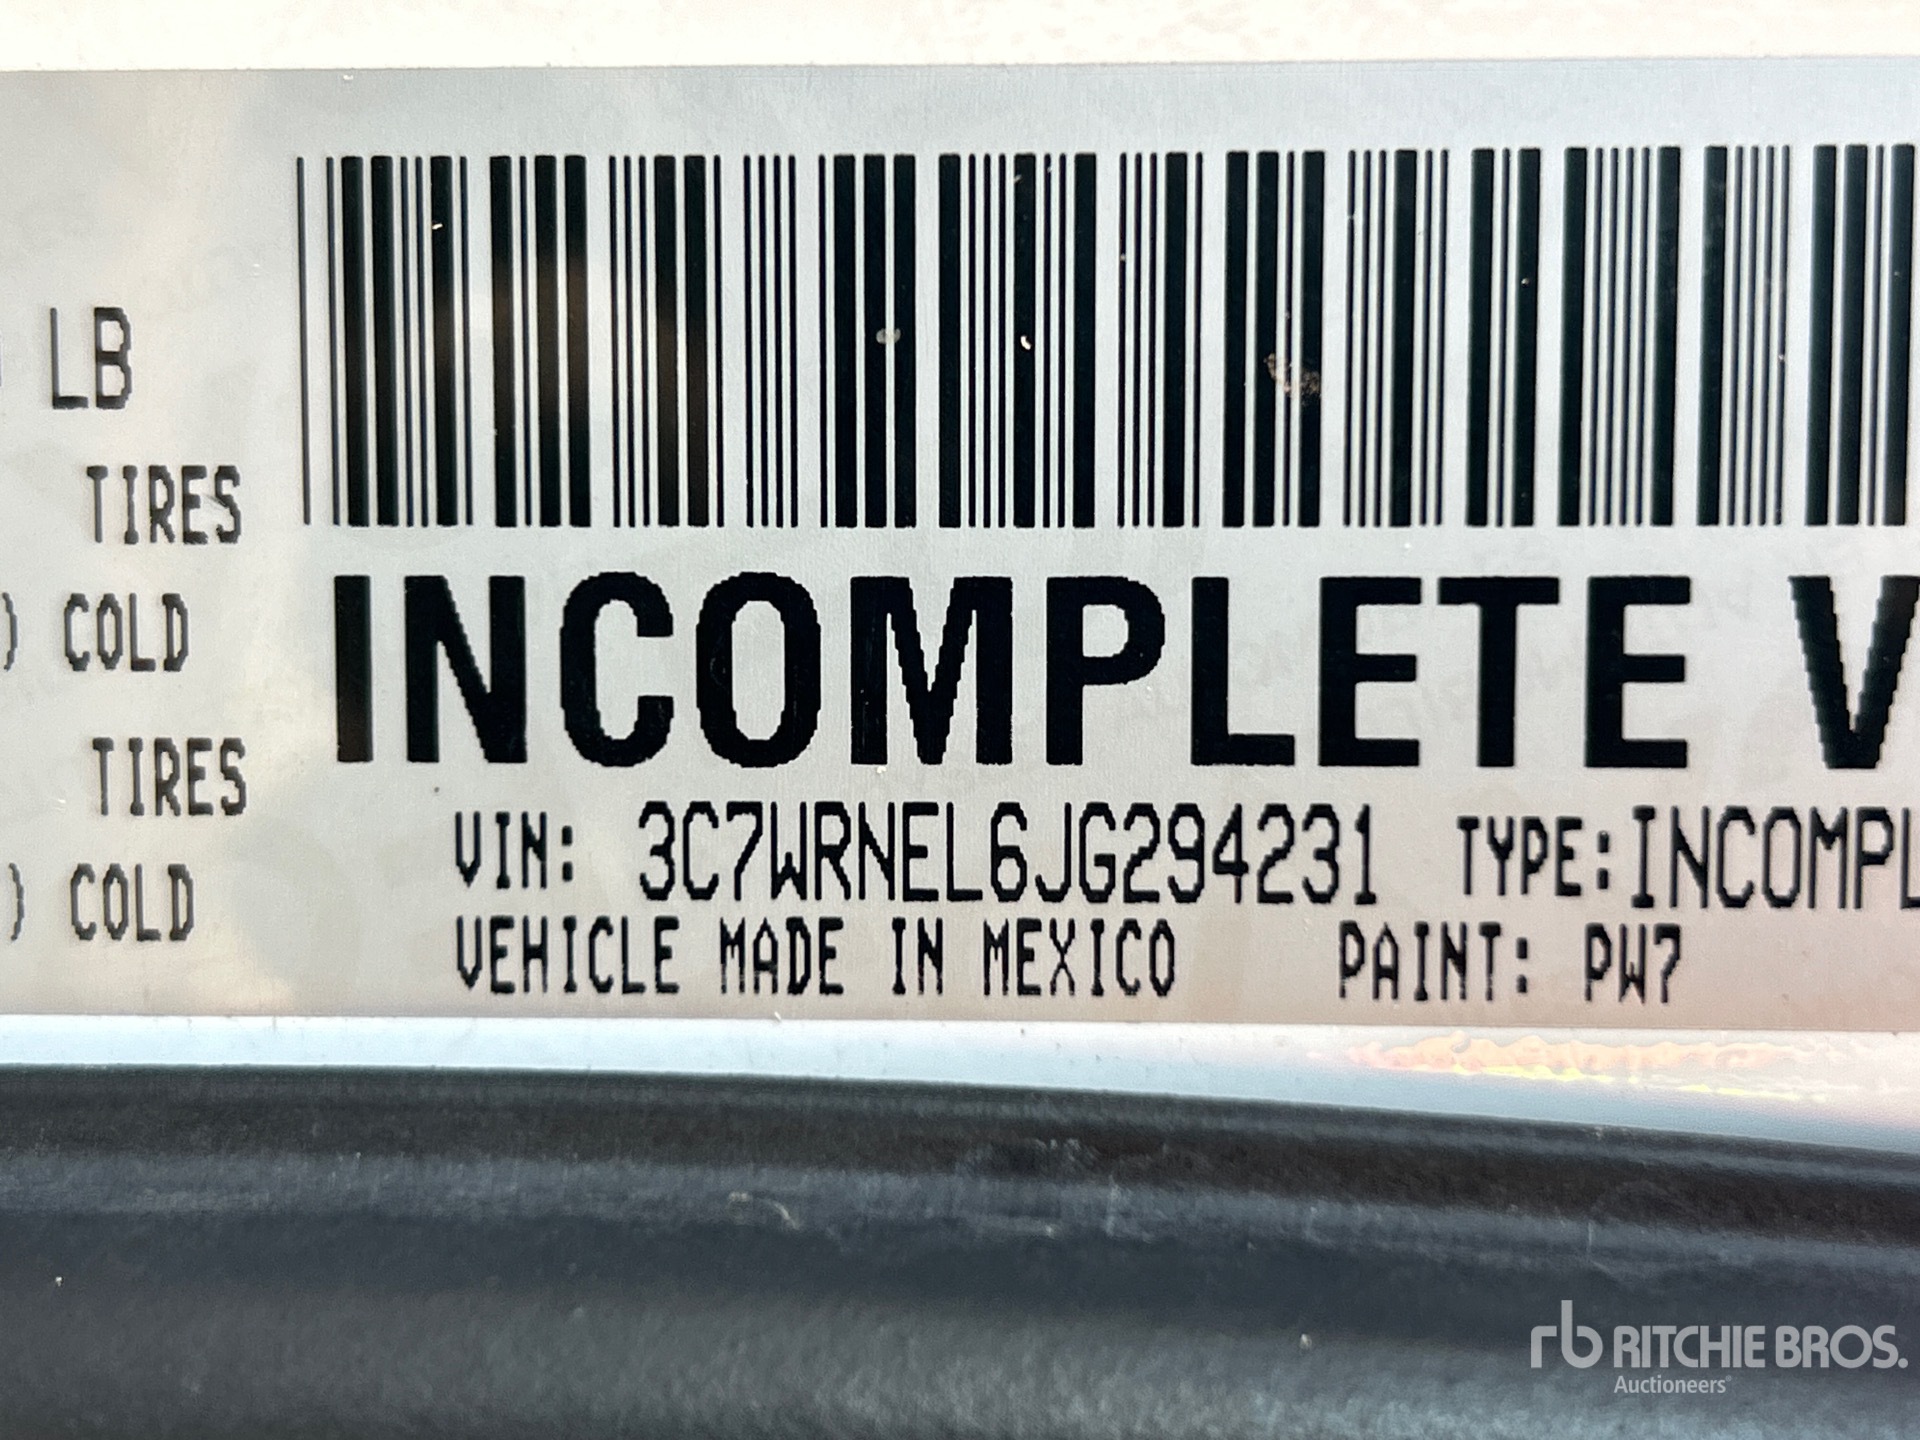 LB
TIRES
) COLD
TIRES
) COLD
INCOMPLETE V
VIN: 3C7WRNEL6JG294231 TYPE:INCOMPL
VEHICLE MADE IN MEXICO PAINT: PW7
rb RITCHIE BROS.
Auctioneers